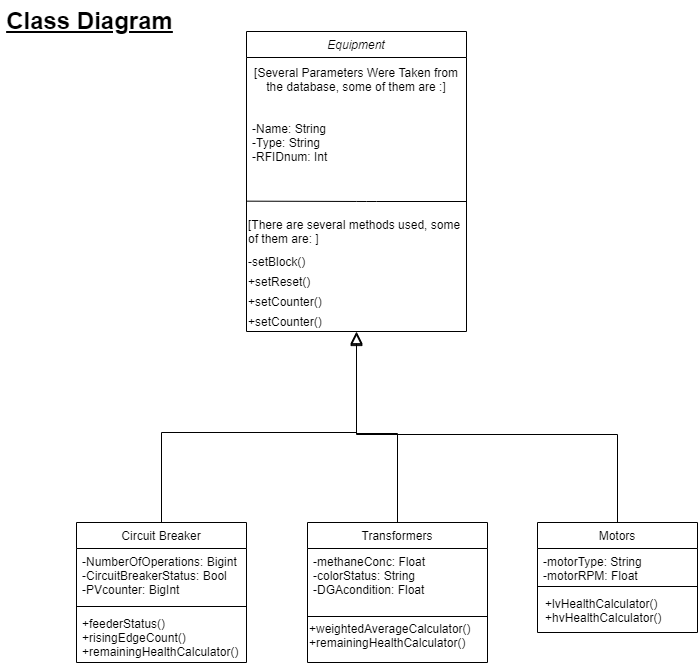 Class Diagram
Equipment
[Several Parameters Were Taken from
the database, some of them are :]
-Name: String
-Type: String
-RFIDnum: Int
[There are several methods used, some
of them are: ]
-setBlock()
+setReset()
+setCounter()
+setCounter()
Circuit Breaker
-NumberOfOperations: Bigint
-CircuitBreakerStatus: Bool
-PVcounter: BigInt
+feederStatus()
+risingEdgeCount()
+remainingHealthCalculator()
Transformers
-methaneConc: Float
-colorStatus: String
-DGAcondition: Float
+weightedAverageCalculator()
+remainingHealthCalculator()
Motors
-motorType: String
-motorRPM: Float
+lvHealthCalculator()
+hvHealthCalculator()